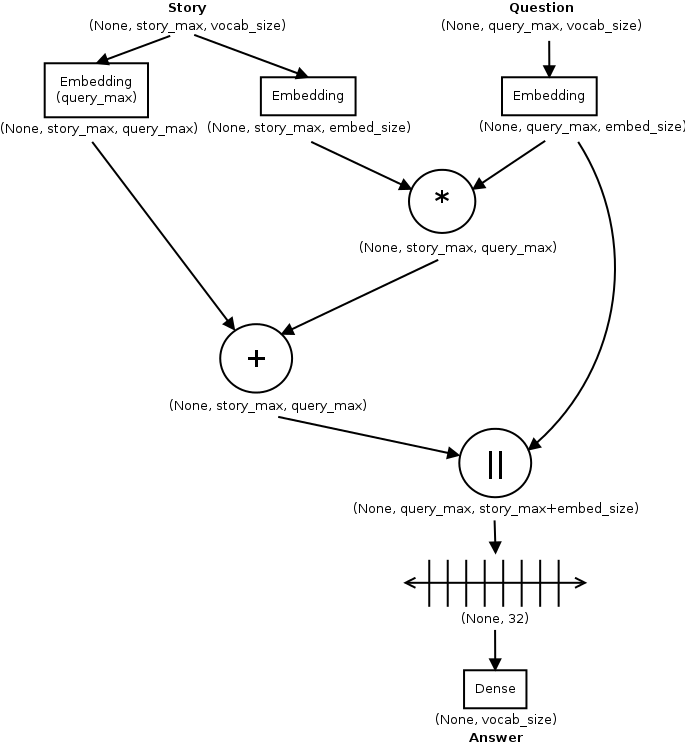 Story
(None, story_max, vocab_size)
Question
(None, query_max, vocab_size)
Embedding
(query_max)
Embedding
Embedding
(None, story_max, query_max)
(None, story_max, embed_size)
(None, query_max, embed_size)
*
(None, story_max, query_max)
+
(None, story_max, query_max)
||
(None, query_max, story_max+embed_size)
(None, 32)
Dense
(None, vocab_size)
Answer